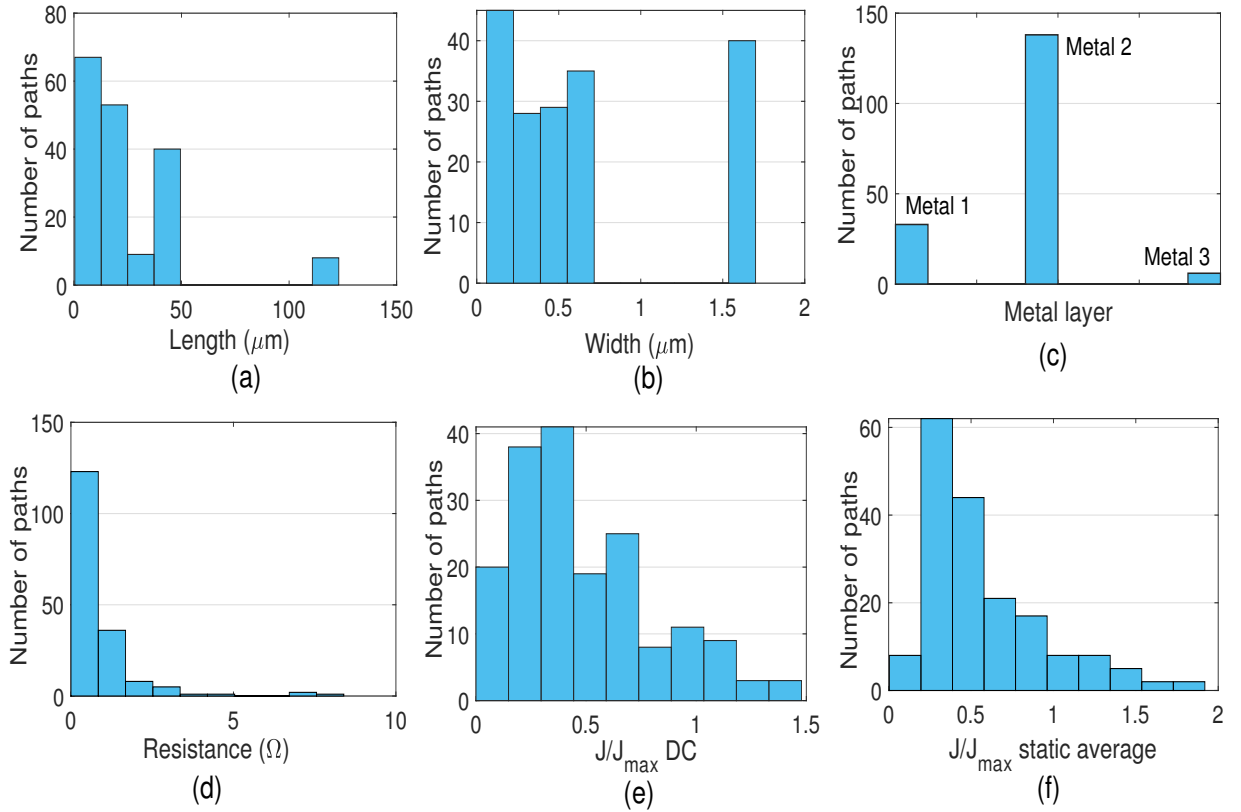 80
60
40
20
0
Number of paths
0 50 100 150
Length (μm)
(a)
40
30
20
10
0
Number of paths
0 0.5 1 1.5 2
Width (μm)
(b)
150
100
50
0
Number of paths
Metal 1
Metal 2
Metal 3
Metal layer
(c)
150
100
50
0
Number of paths
0 5 10
Resistance (Ω)
(d)
40
30
20
10
0
Number of paths
0 0.5 1 1.5
J/Jmax DC
(e)
60
40
20
0
Number of paths
0 0.5 1 1.5 2
J/Jmax static average
(f)